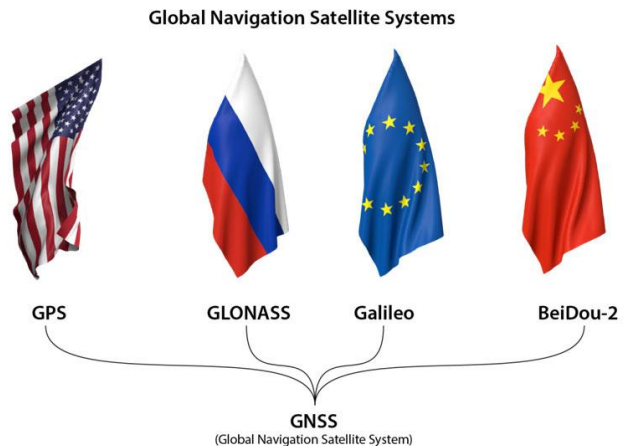 Global Navigation Satellite Systems
GPS
GLONASS
Galileo
BeiDou-2
GNSS
(Global Navigation Satellite System)